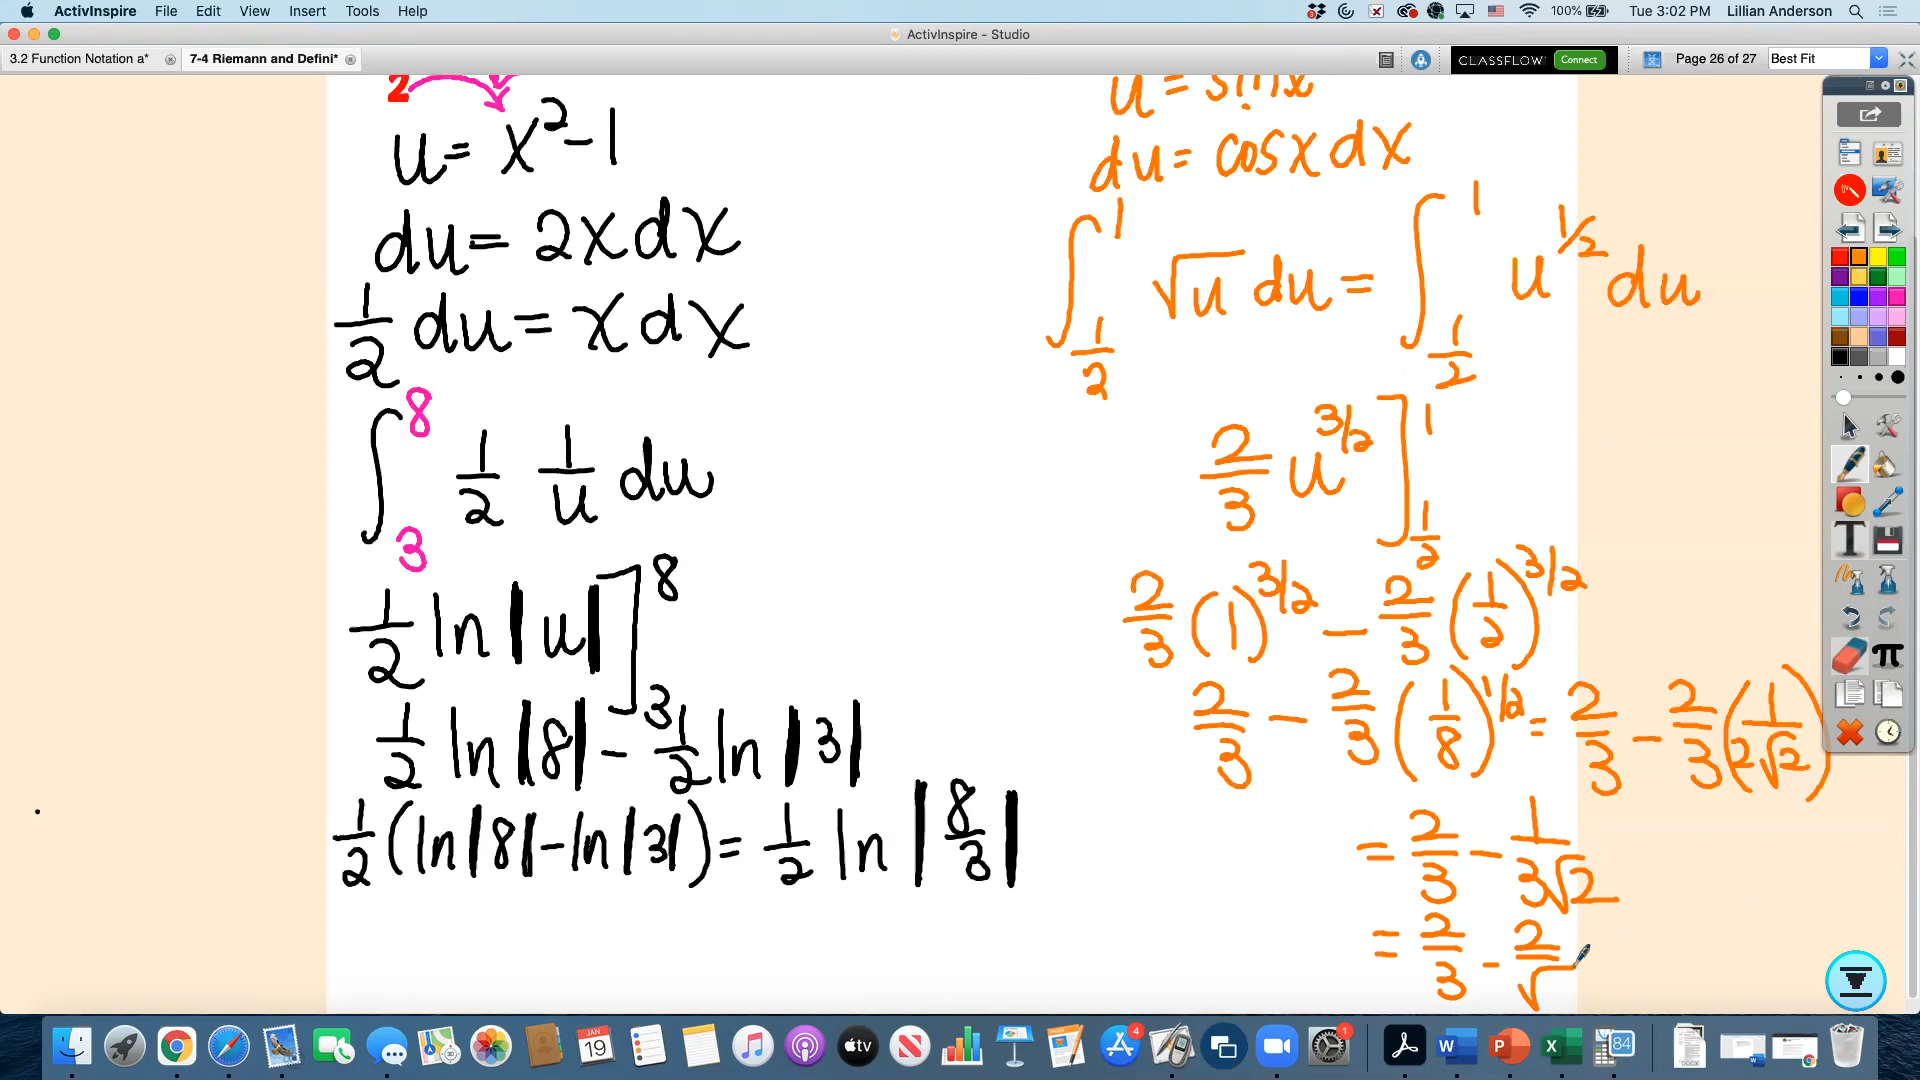 ActivInspire File Edit View Insert Tools Help 100% Tue 3:02 PM Lillian Anderson
ActivInspire - Studio
3.2 Function Notation a* 7-4 Riemann and Defini* CLASSFLOW Connect Page 26 of 27 Best Fit
2
u = x² - 1
du = 2x dx
1/2 du = x dx
∫₃⁸ 1/2 1/u du
1/2 ln|u| ]₃⁸
1/2 ln|8| - 1/2 ln|3|
1/2 (ln|8| - ln|3|) = 1/2 ln|8/3|
u = sinx
du = cosx dx
∫_{1/2}^1 √u du = ∫_{1/2}^1 u^{1/2} du
2/3 u^{3/2} ]_{1/2}^1
2/3 (1)^{3/2} - 2/3 (1/2)^{3/2}
2/3 - 2/3 (1/8)^{1/2} = 2/3 - 2/3 (1/2√2)
= 2/3 - 1/3√2
= 2/3 - 2/√
T
π
3
JAN
19
tv
4
1
W
P
X
84